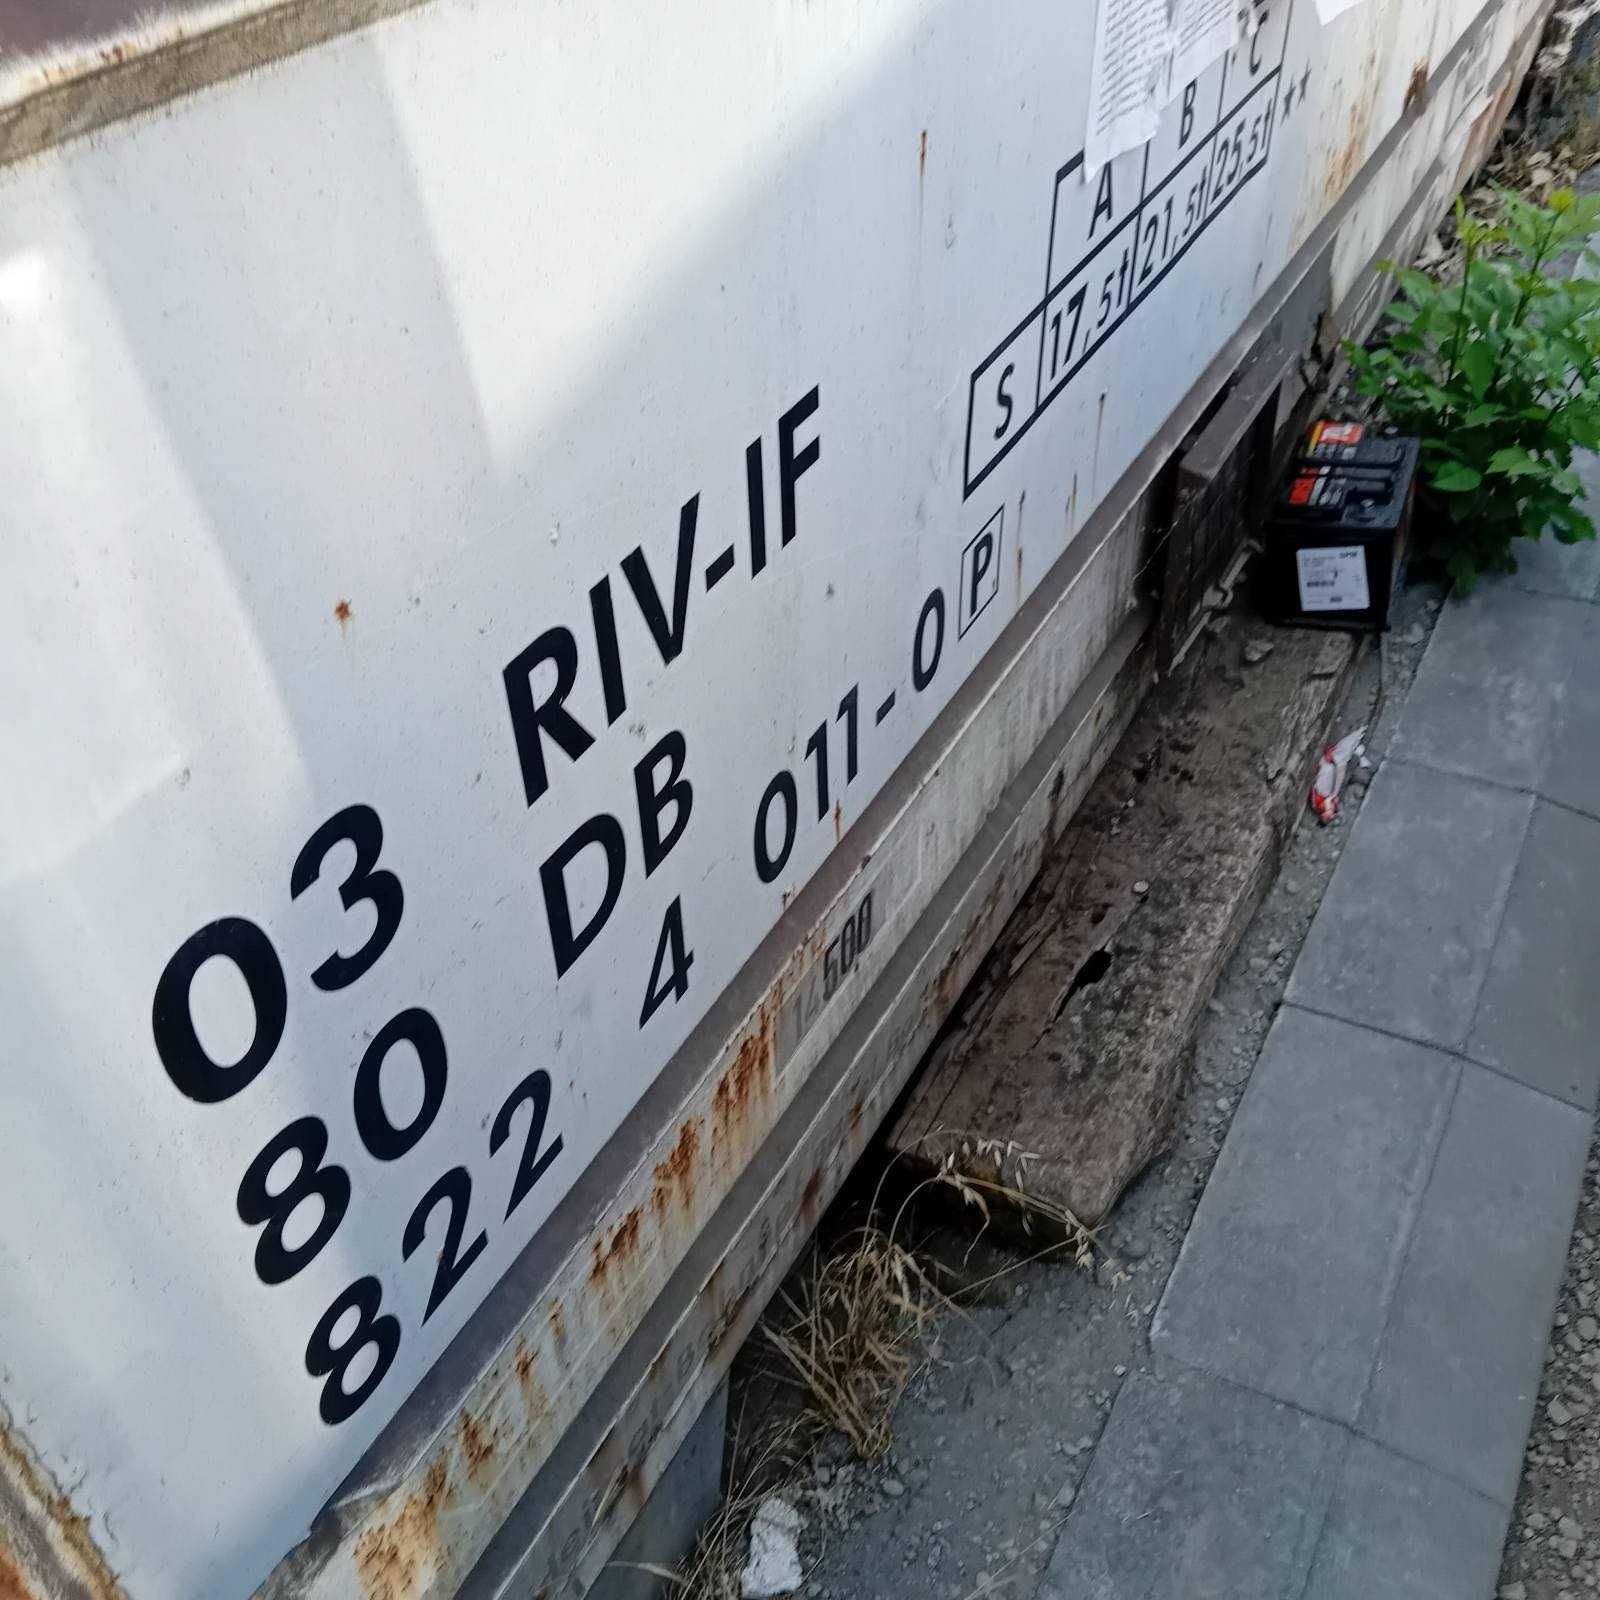 03 RIV-IF
80 DB
822 4 011-0 P
A B C
S 17,5t 21,5t 25,5t **
14500